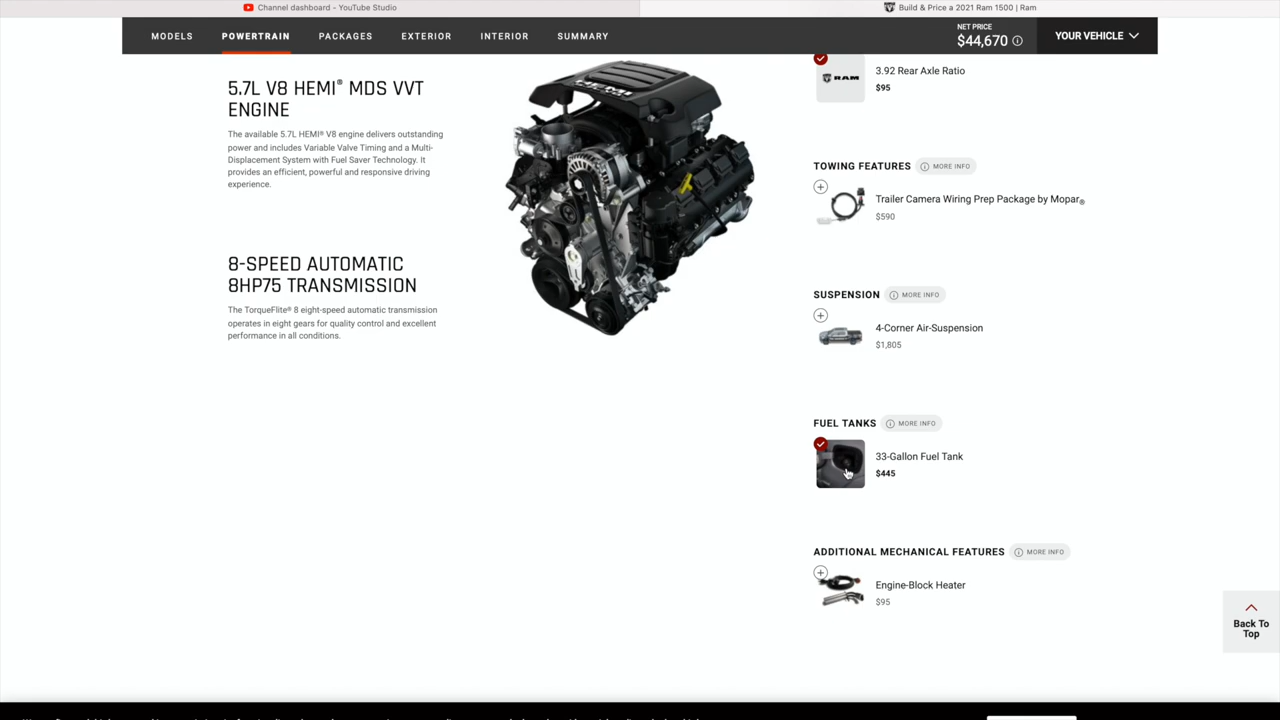 Channel dashboard - YouTube Studio
Build & Price a 2021 Ram 1500 | Ram
MODELS
POWERTRAIN
PACKAGES
EXTERIOR
INTERIOR
SUMMARY
NET PRICE
$44,670
YOUR VEHICLE
5.7L V8 HEMI® MDS VVT
ENGINE
The available 5.7L HEMI® V8 engine delivers outstanding
power and includes Variable Valve Timing and a Multi-
Displacement System with Fuel Saver Technology. It
provides an efficient, powerful and responsive driving
experience.
8-SPEED AUTOMATIC
8HP75 TRANSMISSION
The TorqueFlite® 8 eight-speed automatic transmission
operates in eight gears for quality control and excellent
performance in all conditions.
HEMI
RAM
3.92 Rear Axle Ratio
$95
TOWING FEATURES MORE INFO
Trailer Camera Wiring Prep Package by Mopar®
$590
SUSPENSION MORE INFO
4-Corner Air-Suspension
$1,805
FUEL TANKS MORE INFO
33-Gallon Fuel Tank
$445
ADDITIONAL MECHANICAL FEATURES MORE INFO
Engine-Block Heater
$95
Back To
Top